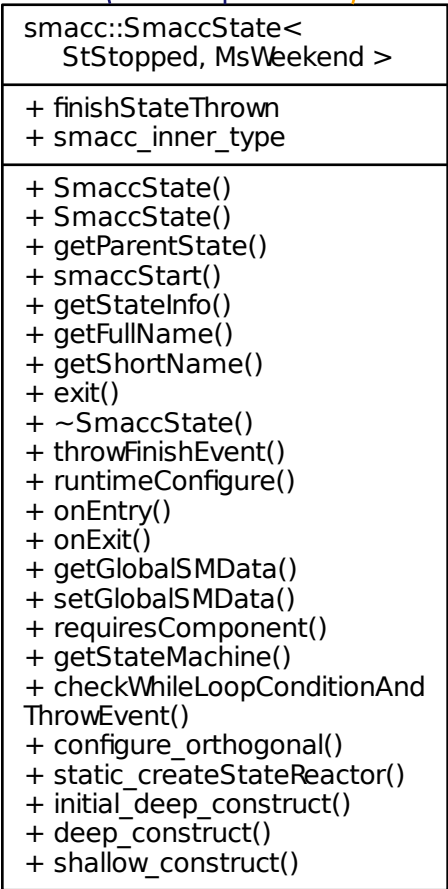 smacc::SmaccState<
StStopped, MsWeekend >
+ finishStateThrown
+ smacc_inner_type
+ SmaccState()
+ SmaccState()
+ getParentState()
+ smaccStart()
+ getStateInfo()
+ getFullName()
+ getShortName()
+ exit()
+ ~SmaccState()
+ throwFinishEvent()
+ runtimeConfigure()
+ onEntry()
+ onExit()
+ getGlobalSMData()
+ setGlobalSMData()
+ requiresComponent()
+ getStateMachine()
+ checkWhileLoopConditionAnd
ThrowEvent()
+ configure_orthogonal()
+ static_createStateReactor()
+ initial_deep_construct()
+ deep_construct()
+ shallow_construct()